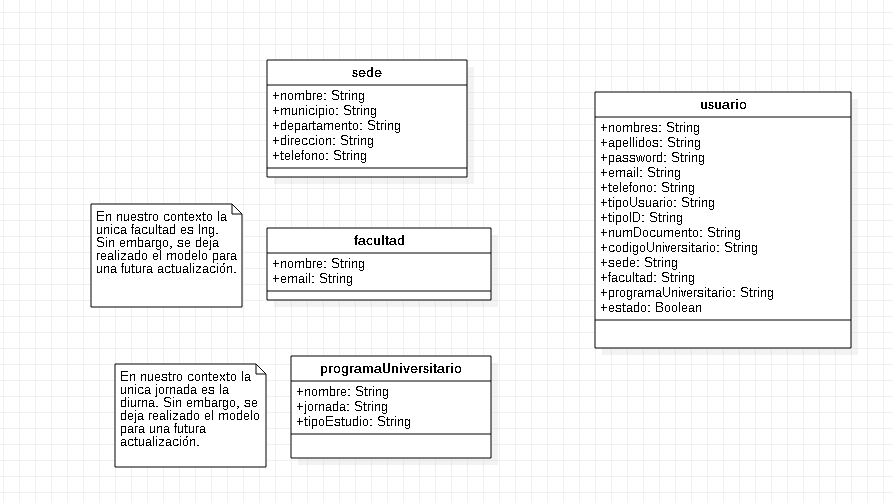 sede
+nombre: String
+municipio: String
+departamento: String
+direccion: String
+telefono: String
usuario
+nombres: String
+apellidos: String
+password: String
+email: String
+telefono: String
+tipoUsuario: String
+tipoID: String
+numDocumento: String
+codigoUniversitario: String
+sede: String
+facultad: String
+programaUniversitario: String
+estado: Boolean
En nuestro contexto la
unica facultad es Ing.
Sin embargo, se deja
realizado el modelo para
una futura actualización.
facultad
+nombre: String
+email: String
En nuestro contexto la
unica jornada es la
diurna. Sin embargo, se
deja realizado el modelo
para una futura
actualización.
programaUniversitario
+nombre: String
+jornada: String
+tipoEstudio: String